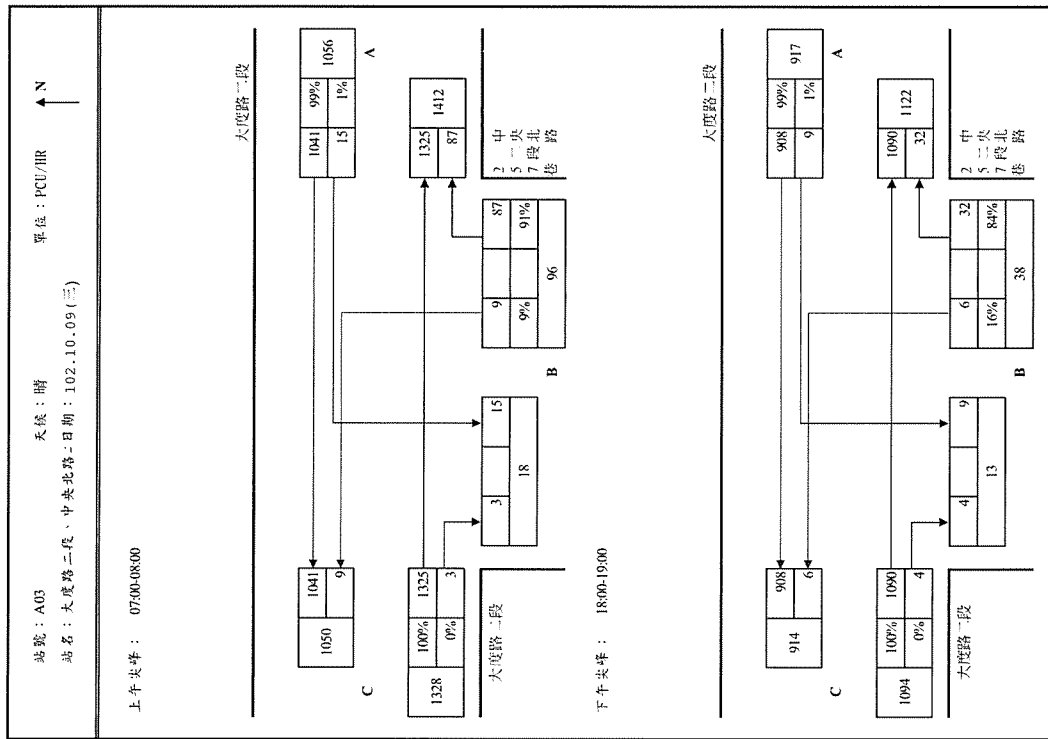 站號：A03 天候：晴 單位：PCU/HR N
站名：大度路二段、中央北路 日期：102.10.09(三)
上午尖峰： 07:00-08:00
大度路二段
1041 99% 1056
15 1%
A
1050 1041
9
C
1328 100% 1325
0% 3
1325 1412
87
大度路二段
3 15
18
B
9 87
9% 91%
96
中央北路
二段
257巷
下午尖峰： 18:00-19:00
大度路二段
908 99% 917
9 1%
A
914 908
6
C
1094 100% 1090
0% 4
1090 1122
32
大度路二段
4 9
13
B
6 32
16% 84%
38
中央北路
二段
257巷